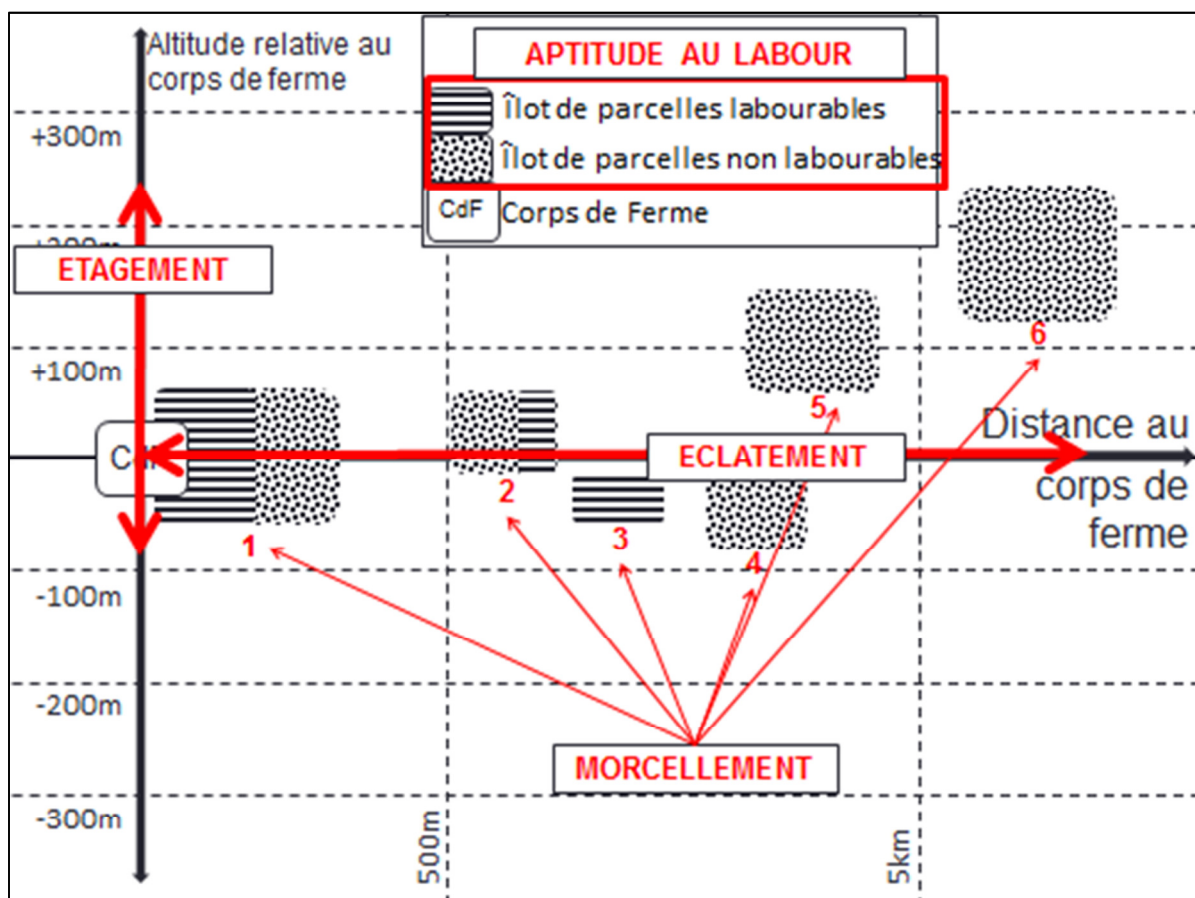 Altitude relative au
corps de ferme
APTITUDE AU LABOUR
Îlot de parcelles labourables
Îlot de parcelles non labourables
CdF Corps de Ferme
+300m
ETAGEMENT
+100m
6
5
Distance au
corps de
ferme
ECLATEMENT
2
1
3
4
-100m
-200m
MORCELLEMENT
-300m
500m
5km